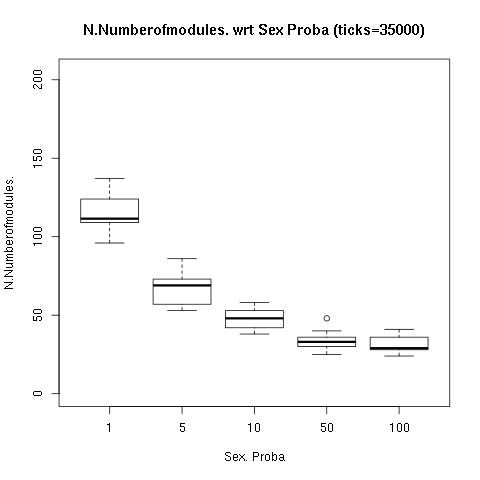 N.Numberofmodules. wrt Sex Proba (ticks=35000)
N.Numberofmodules.
200
150
100
50
0
1 5 10 50 100
Sex. Proba